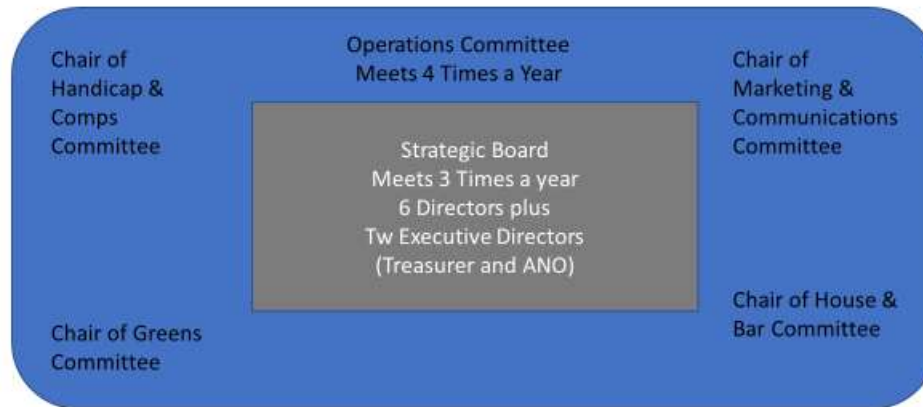 Chair of
Handicap &
Comps
Committee
Operations Committee
Meets 4 Times a Year
Chair of
Marketing &
Communications
Committee
Strategic Board
Meets 3 Times a year
6 Directors plus
Tw Executive Directors
(Treasurer and ANO)
Chair of Greens
Committee
Chair of House &
Bar Committee